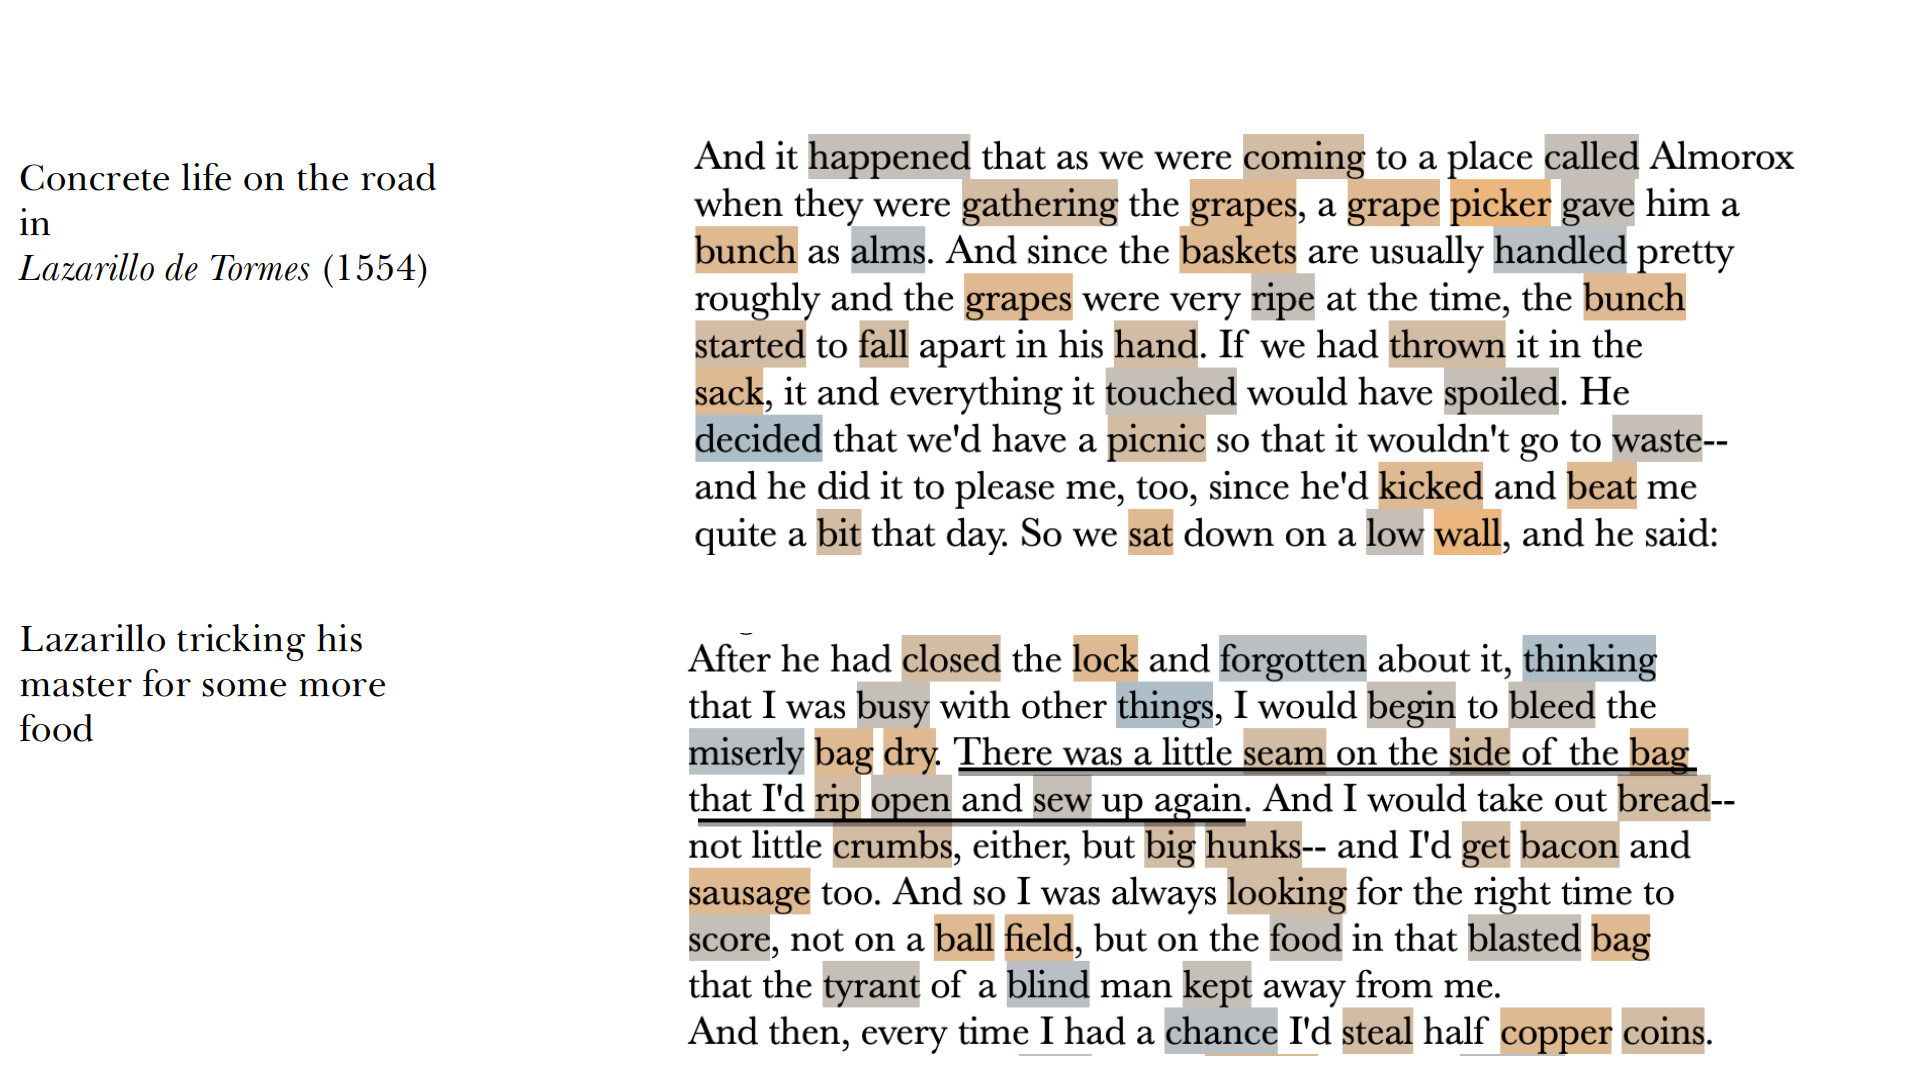 Concrete life on the road
in
Lazarillo de Tormes (1554)
And it happened that as we were coming to a place called Almorox
when they were gathering the grapes, a grape picker gave him a
bunch as alms. And since the baskets are usually handled pretty
roughly and the grapes were very ripe at the time, the bunch
started to fall apart in his hand. If we had thrown it in the
sack, it and everything it touched would have spoiled. He
decided that we'd have a picnic so that it wouldn't go to waste--
and he did it to please me, too, since he'd kicked and beat me
quite a bit that day. So we sat down on a low wall, and he said:
Lazarillo tricking his
master for some more
food
After he had closed the lock and forgotten about it, thinking
that I was busy with other things, I would begin to bleed the
miserly bag dry. There was a little seam on the side of the bag
that I'd rip open and sew up again. And I would take out bread--
not little crumbs, either, but big hunks-- and I'd get bacon and
sausage too. And so I was always looking for the right time to
score, not on a ball field, but on the food in that blasted bag
that the tyrant of a blind man kept away from me.
And then, every time I had a chance I'd steal half copper coins.